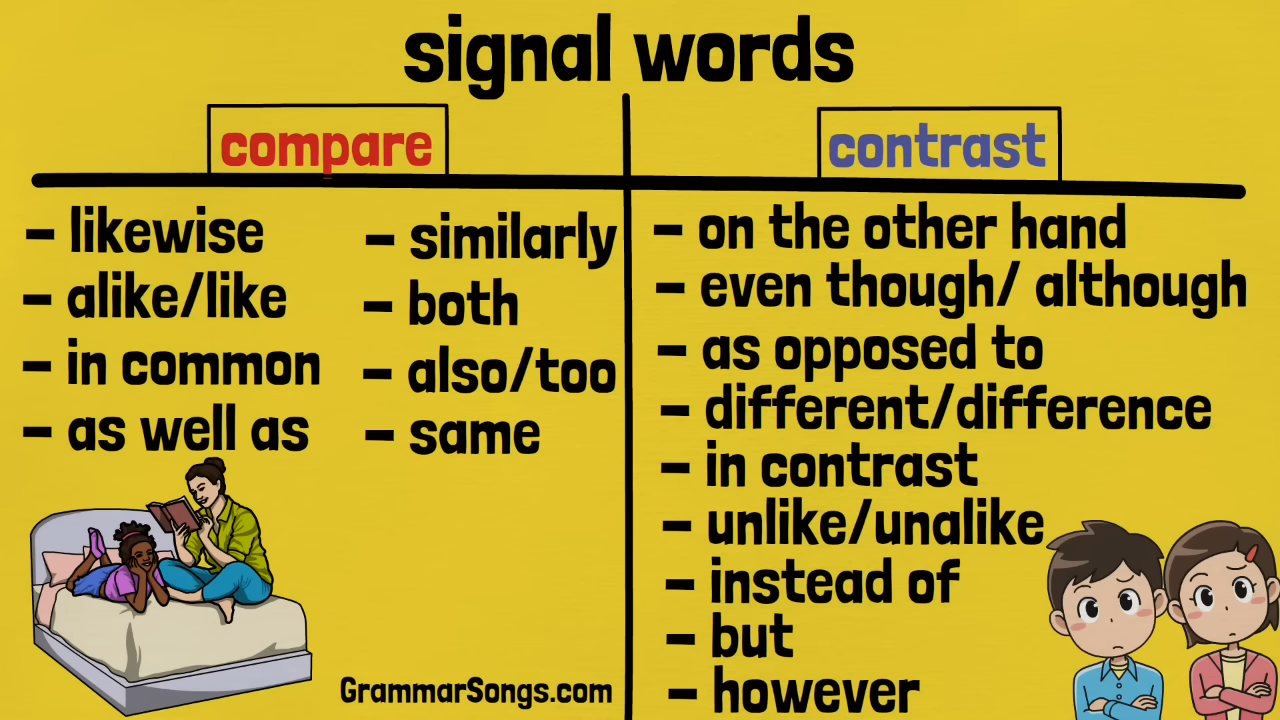 signal words
compare
– likewise
– alike/like
– in common
– as well as
– similarly
– both
– also/too
– same
GrammarSongs.com
contrast
– on the other hand
– even though/ although
– as opposed to
– different/difference
– in contrast
– unlike/unalike
– instead of
– but
– however